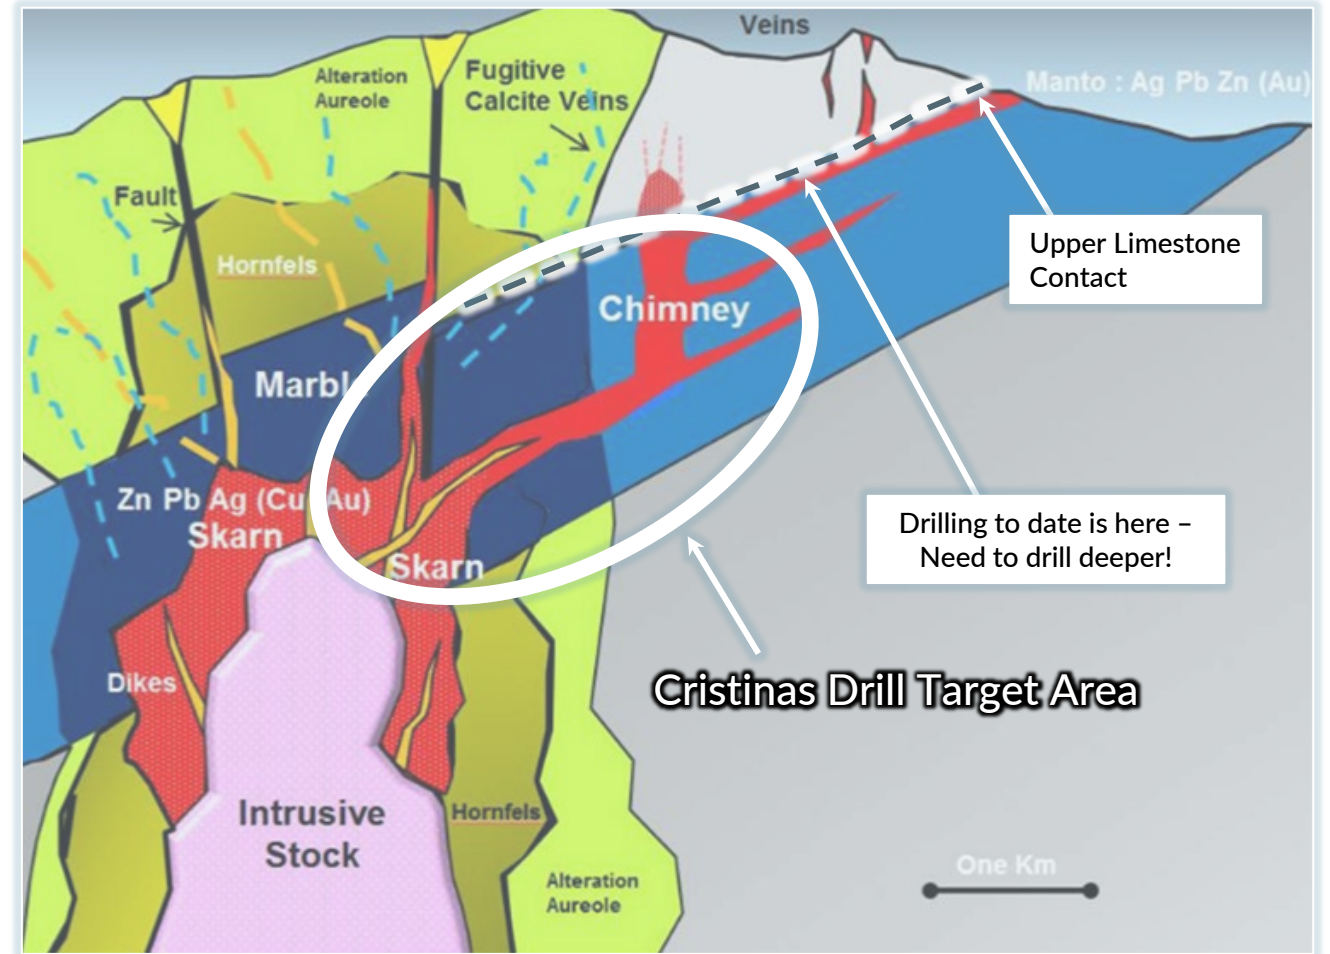 Veins
Alteration
Aureole
Fugitive
Calcite Veins
Manto : Ag Pb Zn (Au)
Fault
Hornfels
Upper Limestone
Contact
Chimney
Marbl
Zn Pb Ag (Cu Au)
Skarn
Skarn
Drilling to date is here –
Need to drill deeper!
Dikes
Cristinas Drill Target Area
Intrusive
Stock
Hornfels
Alteration
Aureole
One Km